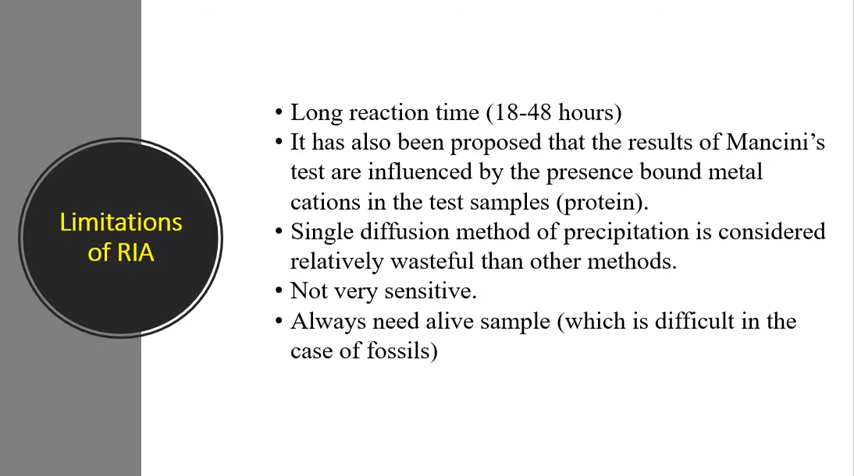 Limitations
of RIA
• Long reaction time (18-48 hours)
• It has also been proposed that the results of Mancini’s
test are influenced by the presence bound metal
cations in the test samples (protein).
• Single diffusion method of precipitation is considered
relatively wasteful than other methods.
• Not very sensitive.
• Always need alive sample (which is difficult in the
case of fossils)